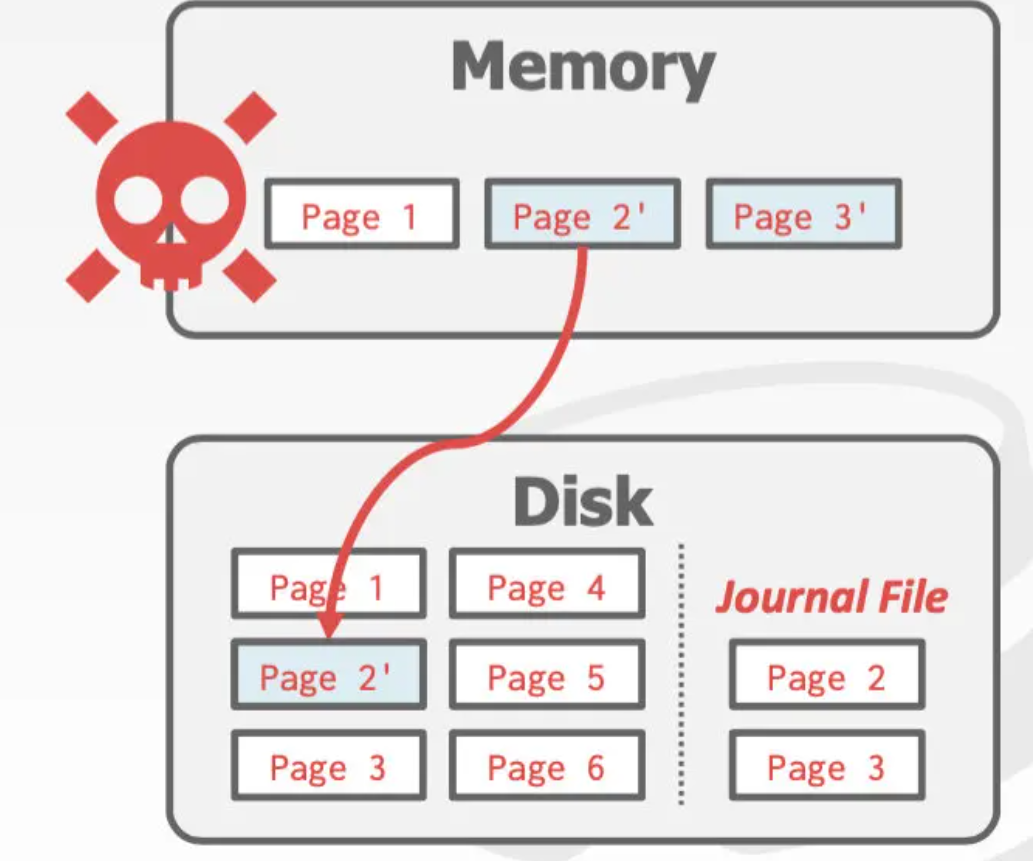 Memory
Page 1
Page 2'
Page 3'
Disk
Page 1
Page 4
Page 2'
Page 5
Page 3
Page 6
Journal File
Page 2
Page 3